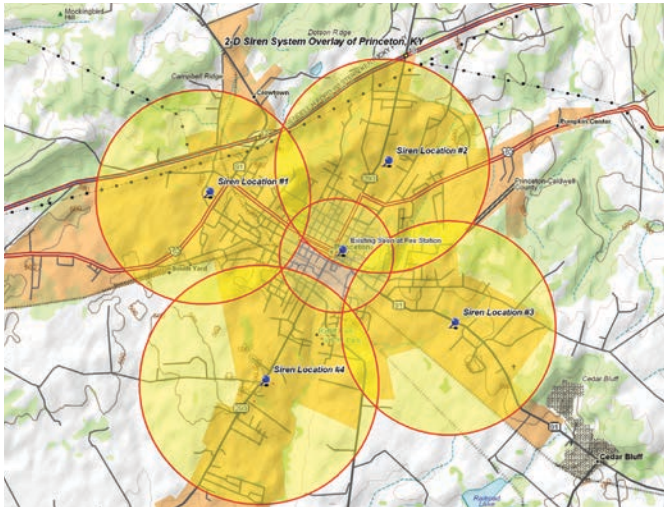 Mockingbird
Hill
Dotson Ridge
2-D Siren System Overlay of Princeton, KY
Campbell Ridge
Crowtown
Siren Location #2
Siren Location #1
Princeton-Caldwell
County
Existing Siren at Fire Station
Siren Location #3
91
Siren Location #4
Cedar Bluff
91
Cedar Bluff